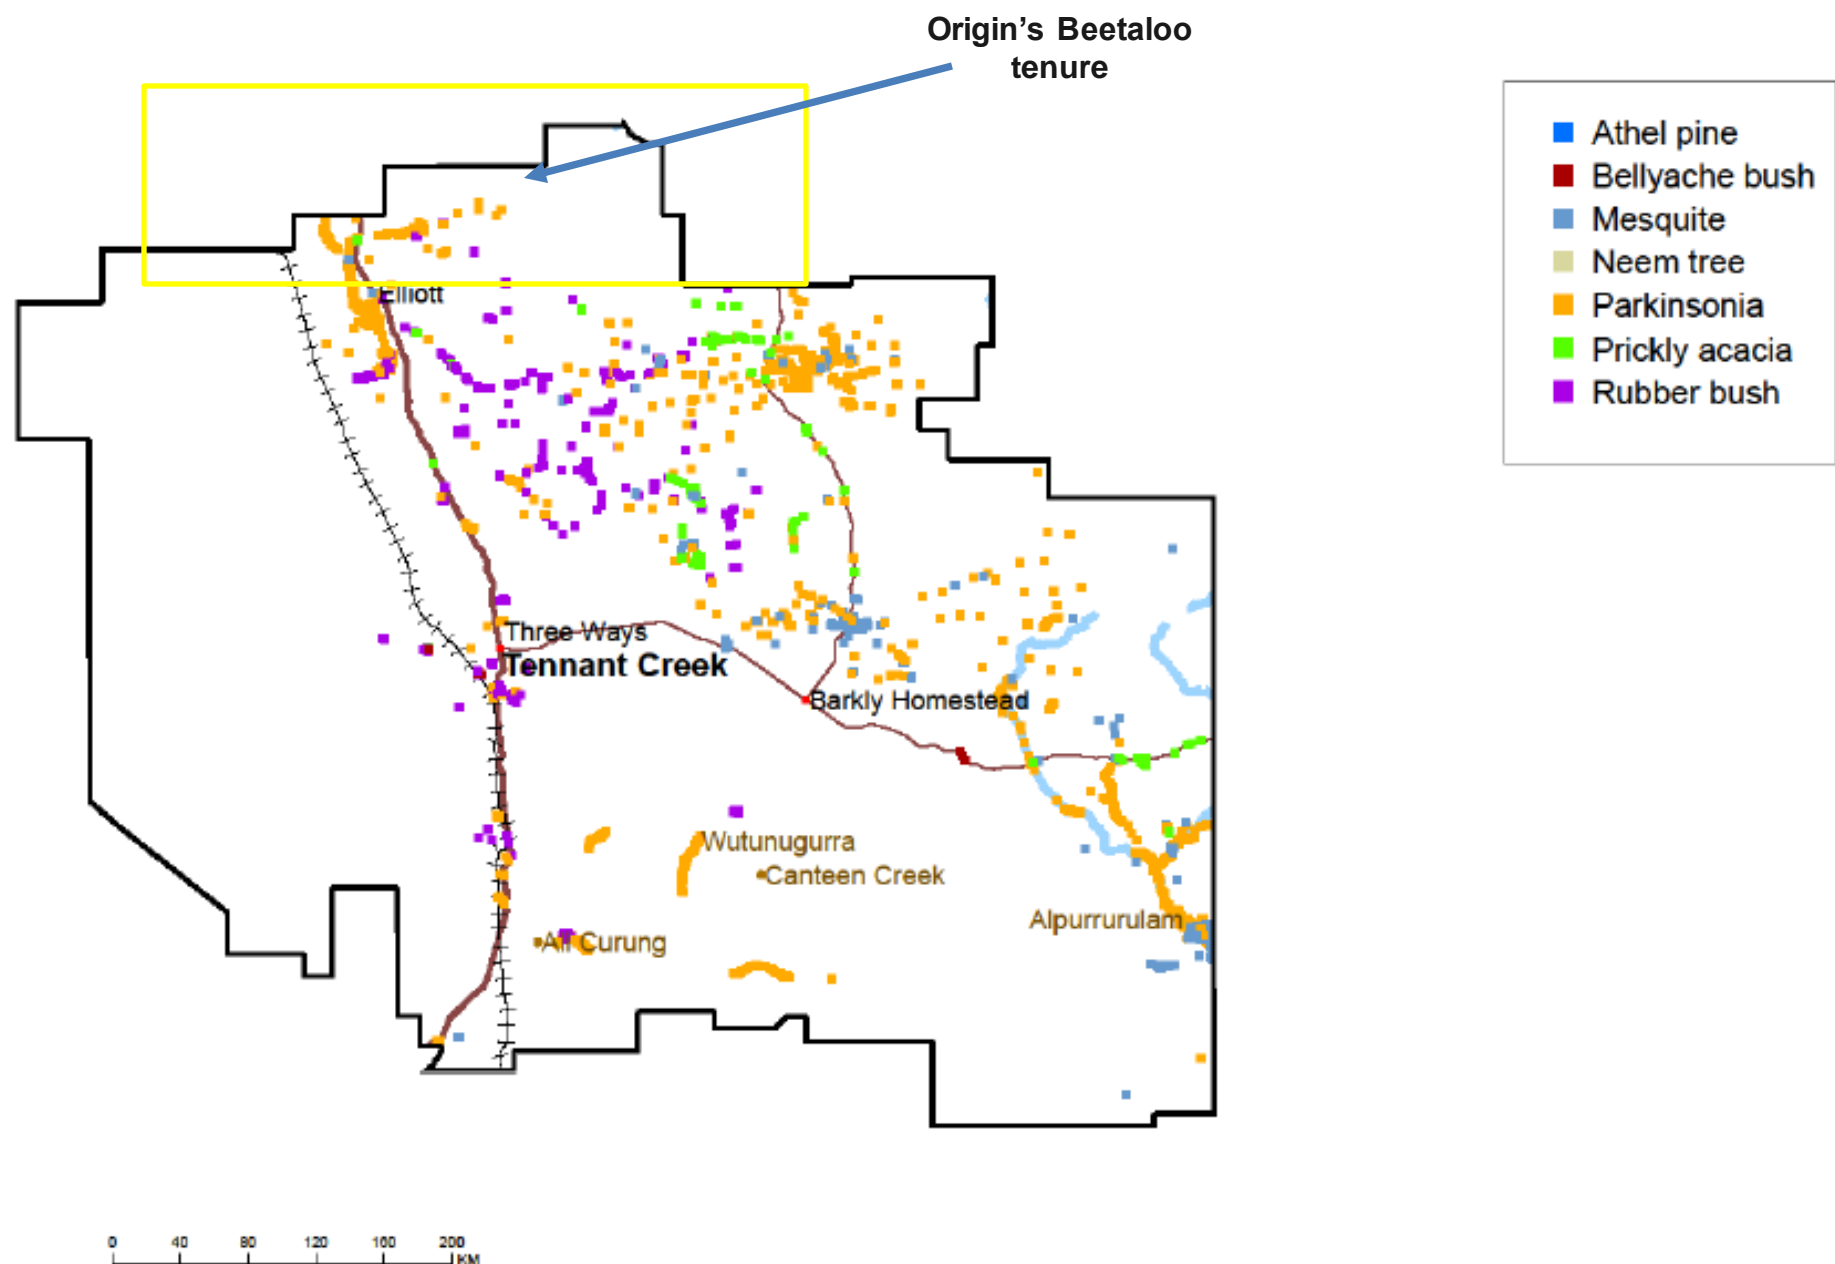 Origin's Beetaloo
tenure
Athel pine
Bellyache bush
Mesquite
Neem tree
Parkinsonia
Prickly acacia
Rubber bush
Elliott
Three Ways
Tennant Creek
Barkly Homestead
Wutunugurra
Canteen Creek
Alpurrurulam
Ali Curung
0 40 80 120 160 200
KM